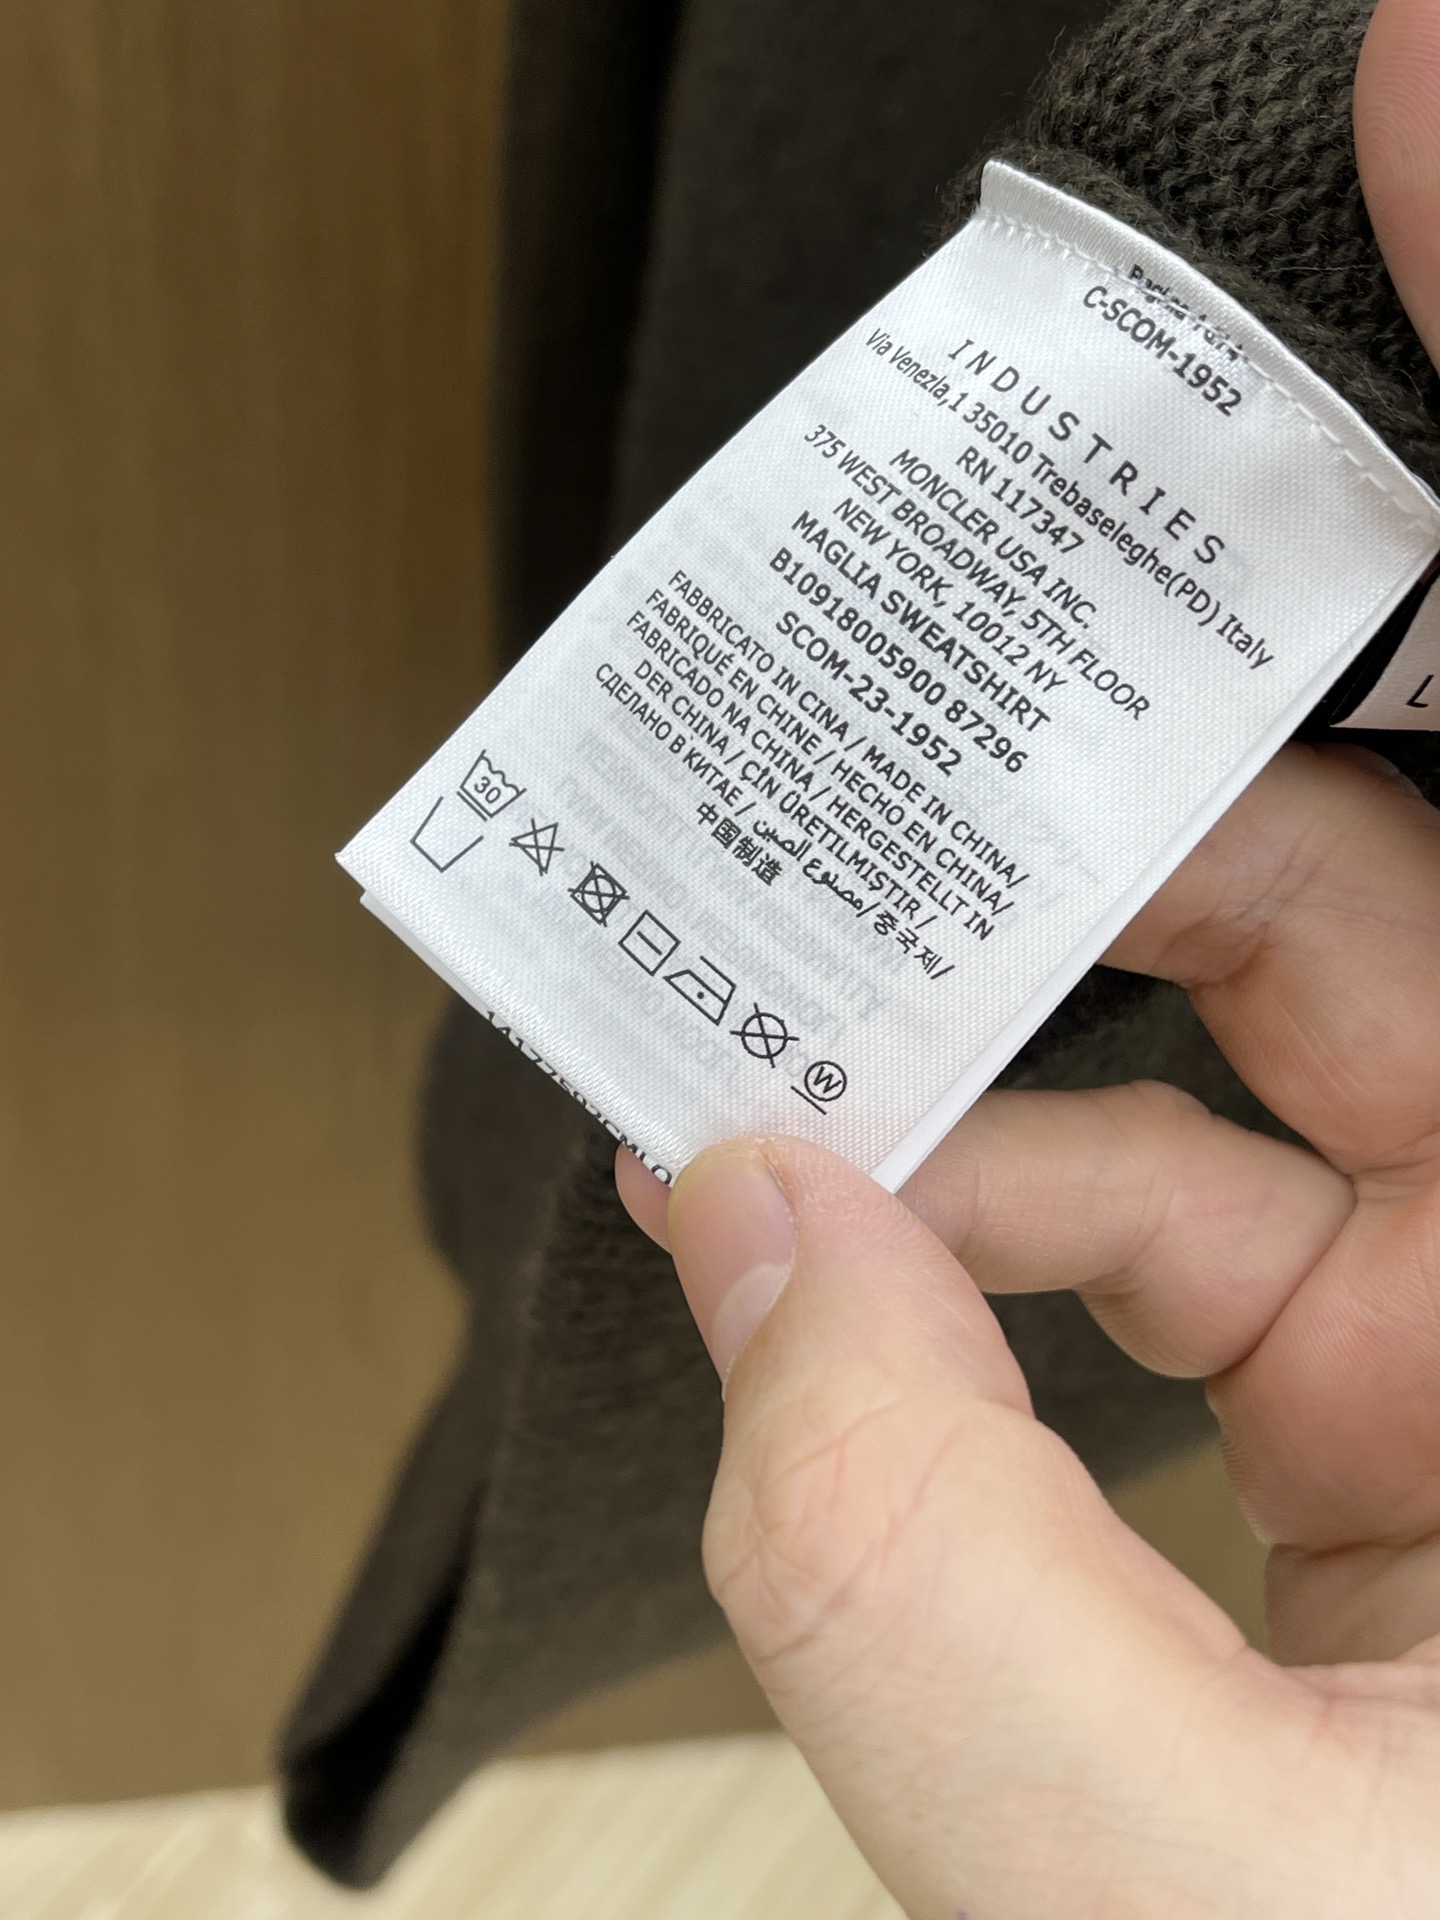 C-SCOM-1952
INDUSTRIES
Via Venezia,1 35010 Trebaseleghe(PD) Italy
RN 117347
MONCLER USA INC.
375 WEST BROADWAY, 5TH FLOOR
NEW YORK, 10012 NY
MAGLIA SWEATSHIRT
B10918005900 87296
SCOM-23-1952
FABBRICATO IN CINA / MADE IN CHINA/
FABRIQUÉ EN CHINE / HECHO EN CHINA/
FABRICADO NA CHINA / HERGESTELLT IN
DER CHINA / ÇİN ÜRETILMIŞTIR /
СДЕЛАНО В КИТАЕ / مصنوع الصين/ 중국제/
中国制造
30
W
L